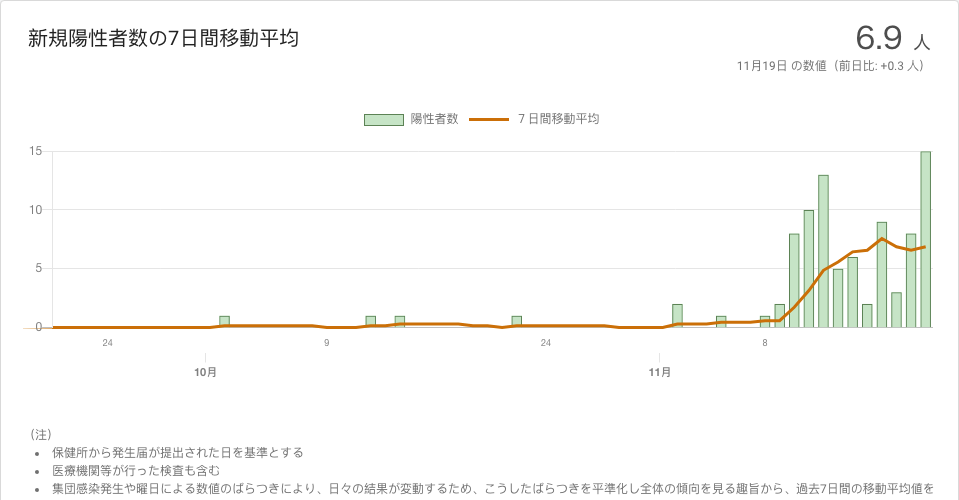 新規陽性者数の7日間移動平均
6.9 人
11月19日 の数値（前日比: +0.3 人）
陽性者数 7 日間移動平均
15
10
5
0
24 9 24 8
10月 11月
（注）
• 保健所から発生届が提出された日を基準とする
• 医療機関等が行った検査も含む
• 集団感染発生や曜日による数値のばらつきにより、日々の結果が変動するため、こうしたばらつきを平準化し全体の傾向を見る趣旨から、過去7日間の移動平均値を